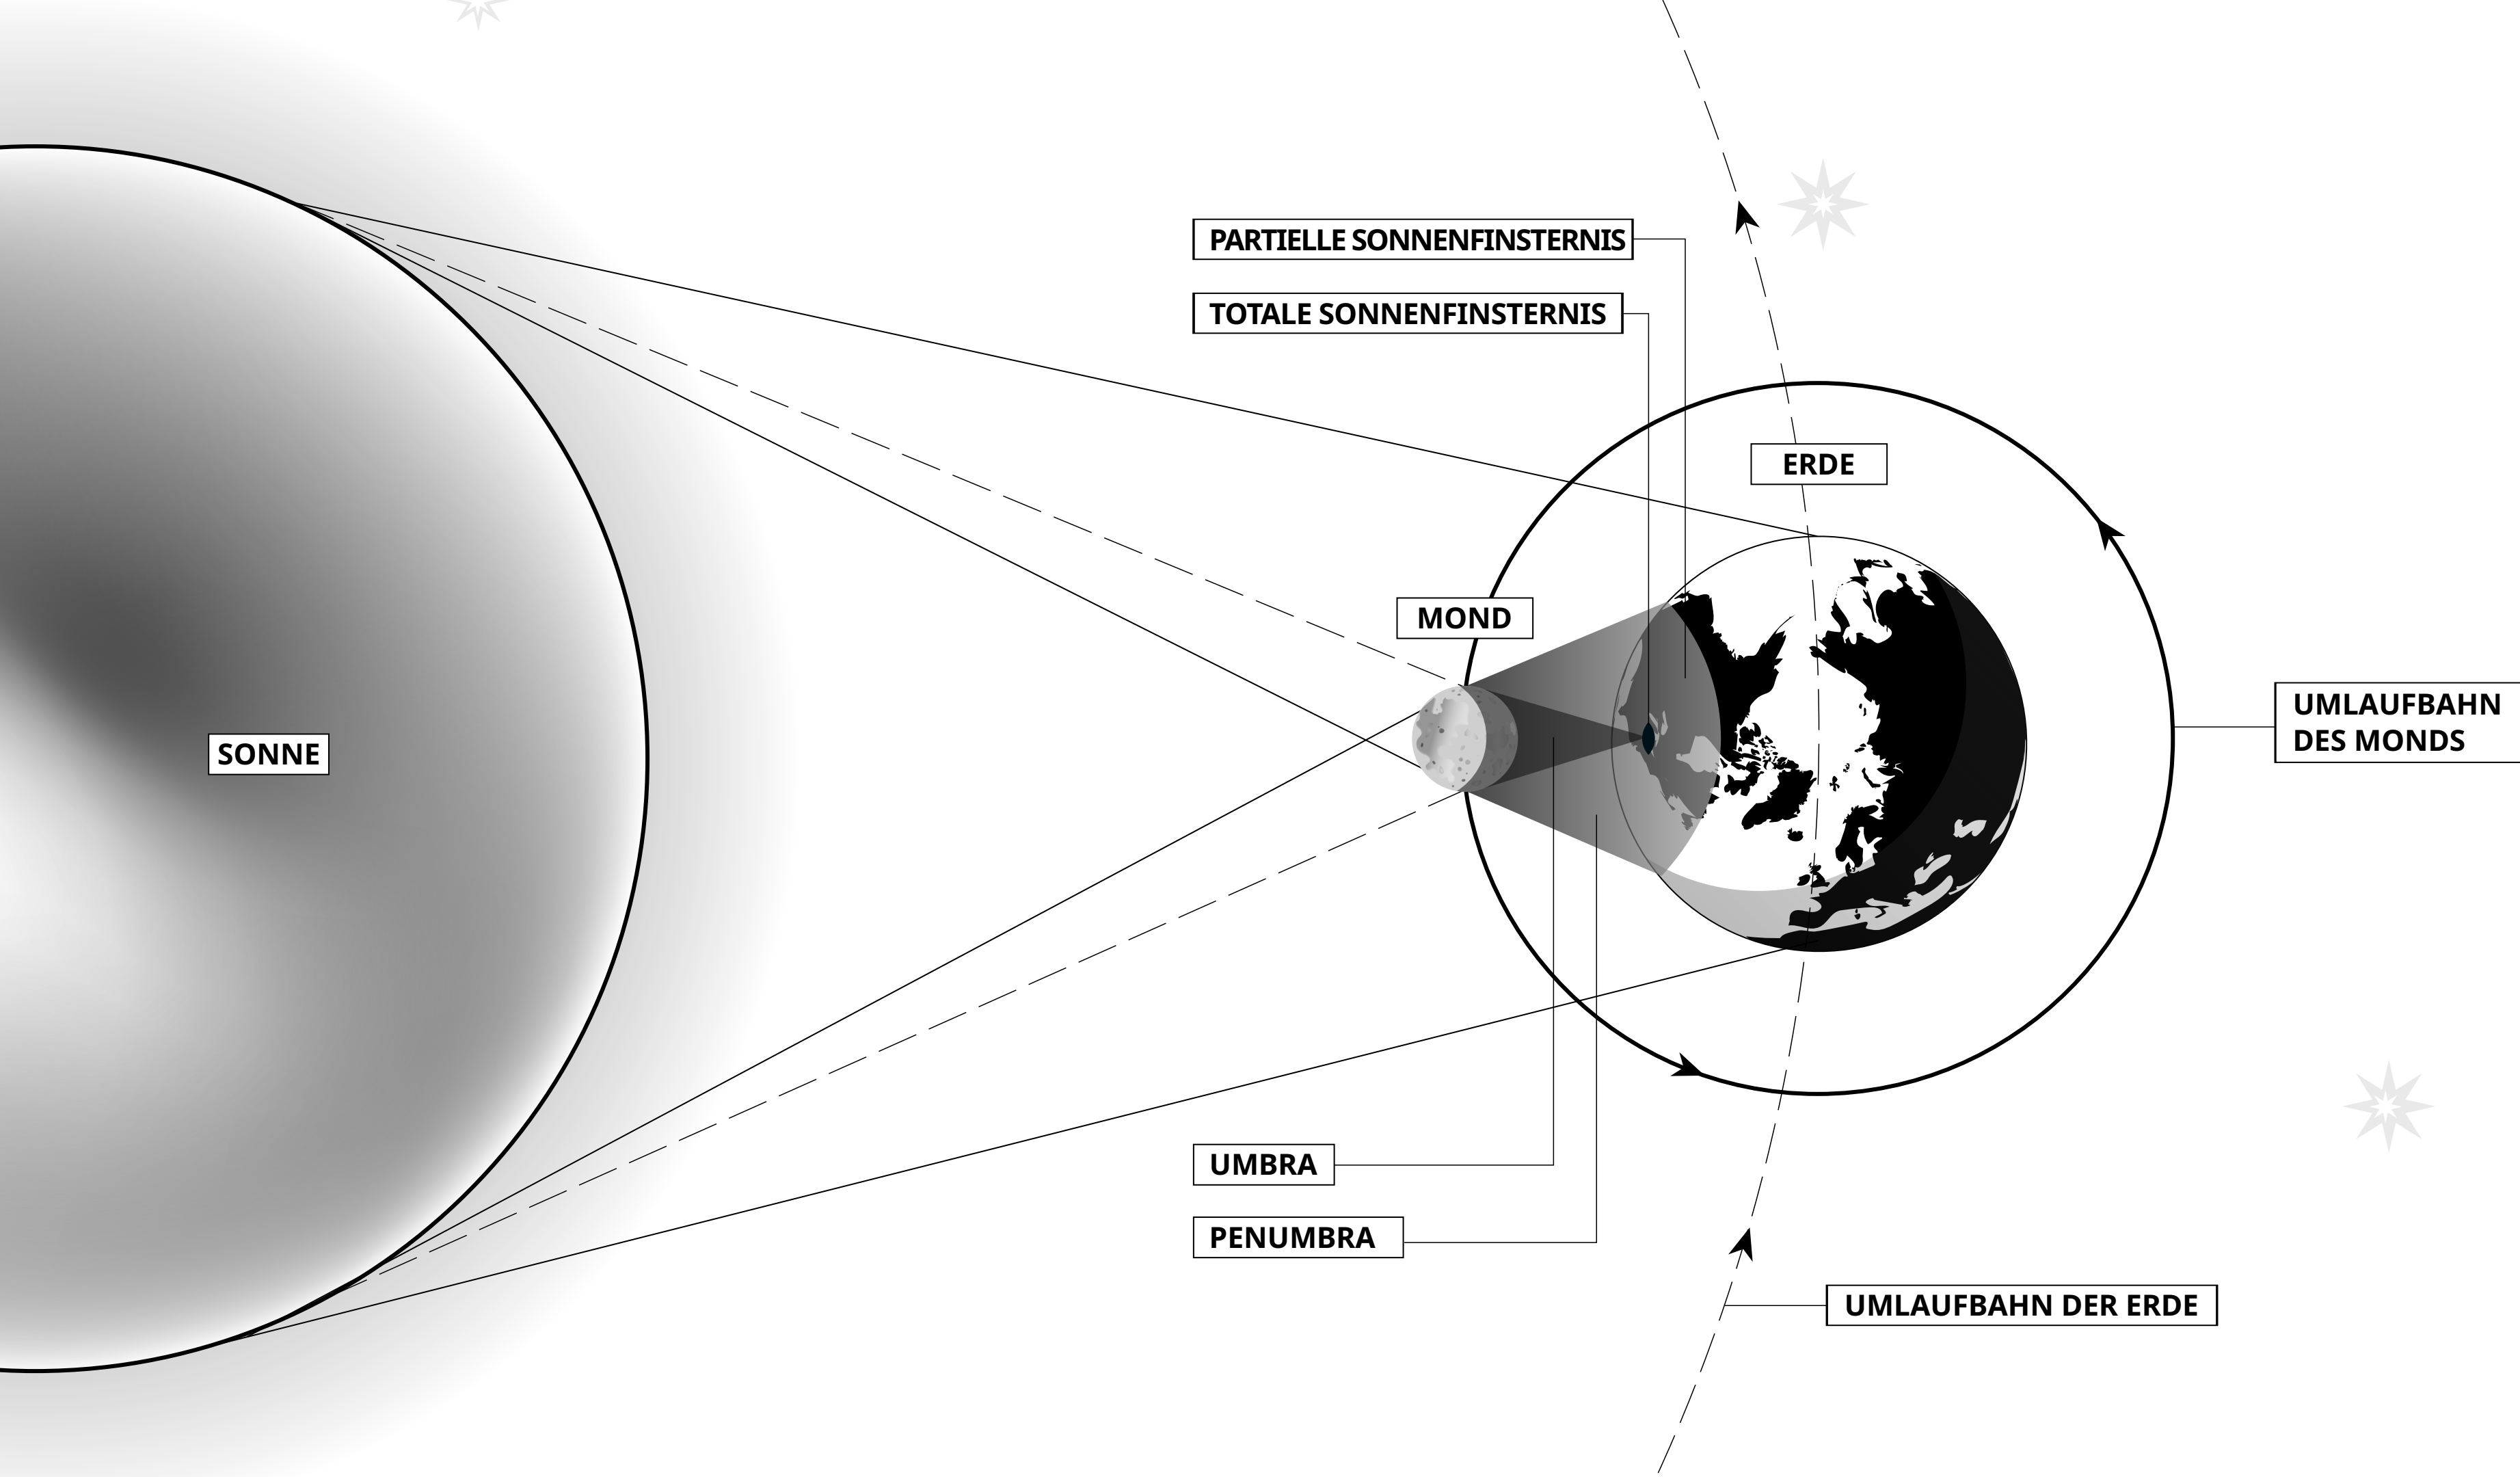 PARTIELLE SONNENFINSTERNIS
TOTALE SONNENFINSTERNIS
ERDE
MOND
UMLAUFBAHN
DES MONDS
SONNE
UMBRA
PENUMBRA
UMLAUFBAHN DER ERDE